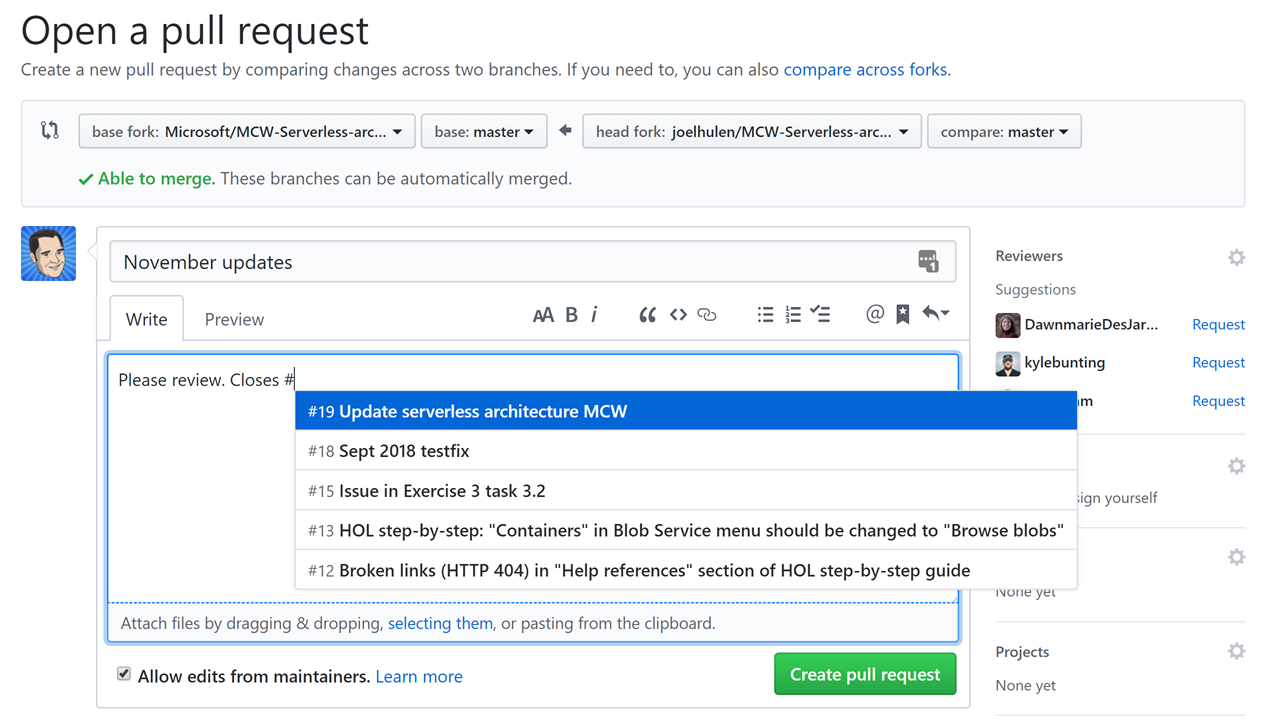 Open a pull request
Create a new pull request by comparing changes across two branches. If you need to, you can also compare across forks.
base fork: Microsoft/MCW-Serverless-arc... base: master head fork: joelhulen/MCW-Serverless-arc... compare: master
Able to merge. These branches can be automatically merged.
November updates
1
Reviewers
Suggestions
Write Preview
AA B i
DawnmarieDesJar... Request
kylebunting Request
Request
Please review. Closes #
#19 Update serverless architecture MCW
#18 Sept 2018 testfix
#15 Issue in Exercise 3 task 3.2
#13 HOL step-by-step: "Containers" in Blob Service menu should be changed to "Browse blobs"
#12 Broken links (HTTP 404) in "Help references" section of HOL step-by-step guide
yourself
None yet
Attach files by dragging & dropping, selecting them, or pasting from the clipboard.
Allow edits from maintainers. Learn more
Create pull request
Projects
None yet